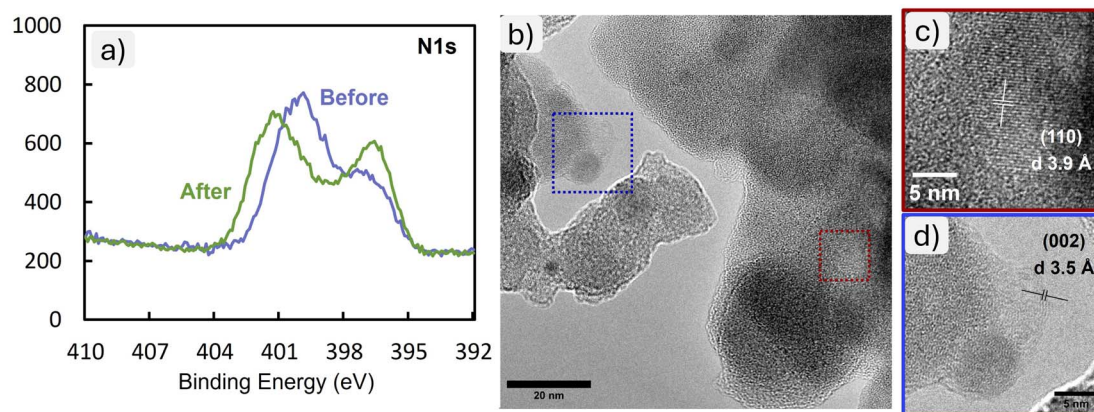 a)
N1s
1000
800
600
400
200
0
Before
After
410 407 404 401 398 395 392
Binding Energy (eV)
b)
20 nm
c)
(110)
d 3.9 Å
5 nm
d)
(002)
d 3.5 Å
5 nm